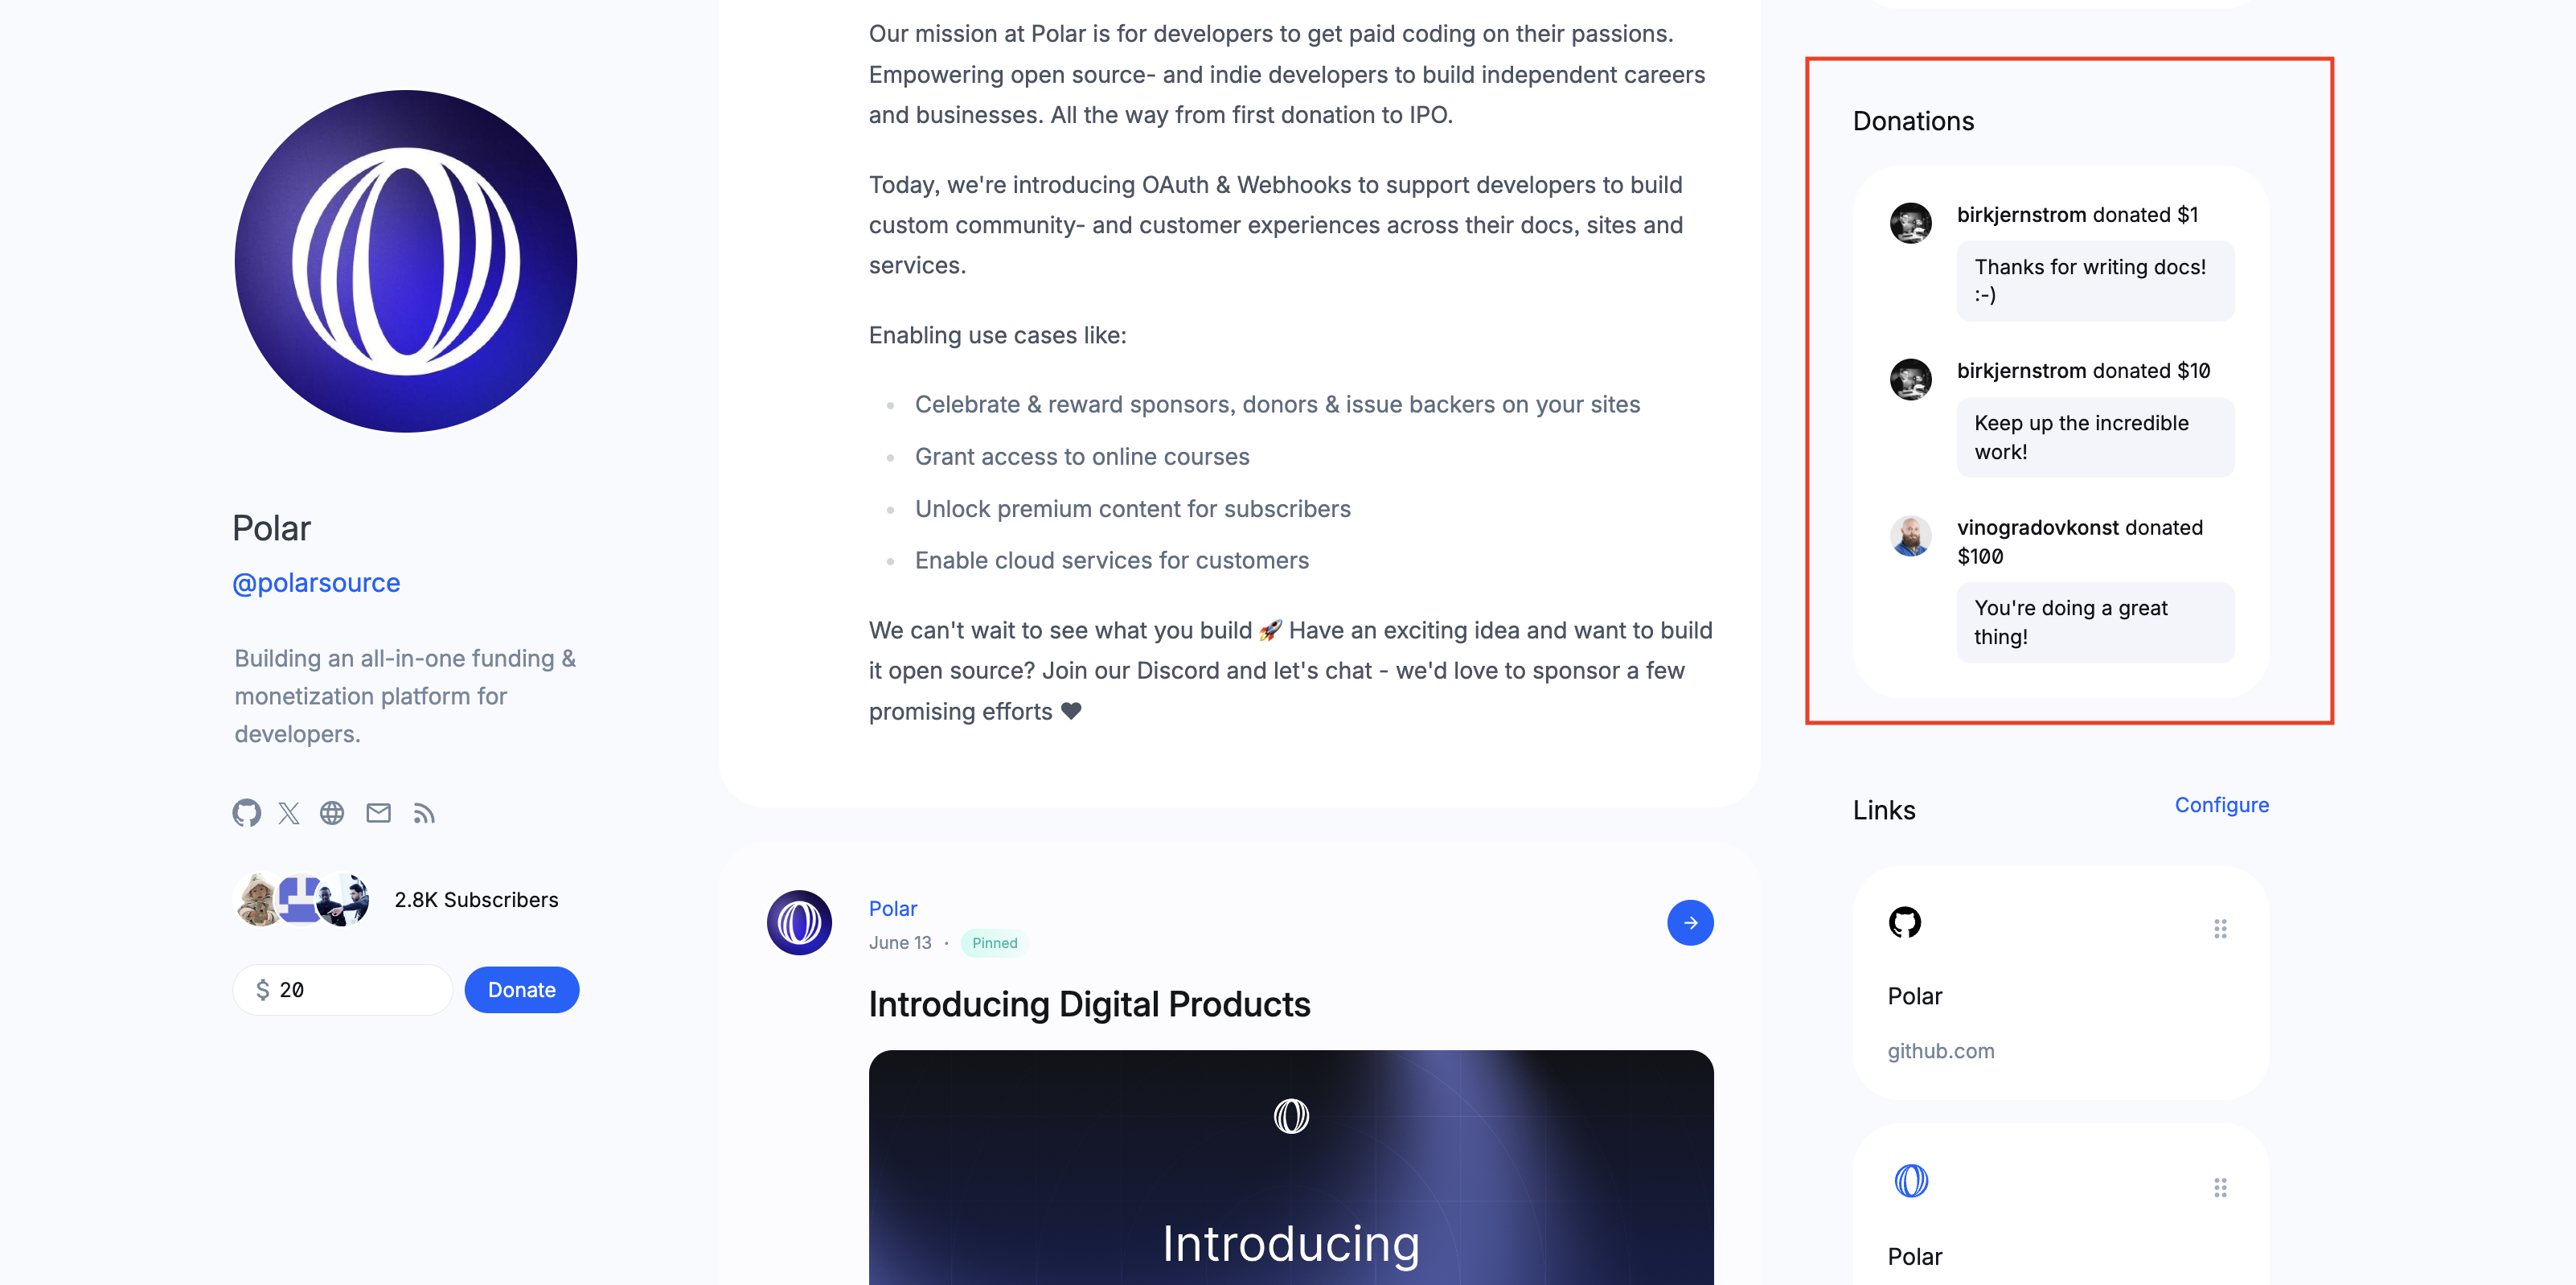 Polar
@polarsource
Building an all-in-one funding &
monetization platform for
developers.
2.8K Subscribers
$ 20
Donate
Our mission at Polar is for developers to get paid coding on their passions.
Empowering open source- and indie developers to build independent careers
and businesses. All the way from first donation to IPO.
Today, we're introducing OAuth & Webhooks to support developers to build
custom community- and customer experiences across their docs, sites and
services.
Enabling use cases like:
• Celebrate & reward sponsors, donors & issue backers on your sites
• Grant access to online courses
• Unlock premium content for subscribers
• Enable cloud services for customers
We can't wait to see what you build 🚀 Have an exciting idea and want to build
it open source? Join our Discord and let's chat - we'd love to sponsor a few
promising efforts ♥
Polar
June 13 · Pinned
Introducing Digital Products
Introducing
Donations
birkjernstrom donated $1
Thanks for writing docs!
:-)
birkjernstrom donated $10
Keep up the incredible
work!
vinogradovkonst donated
$100
You're doing a great
thing!
Links
Configure
Polar
github.com
Polar